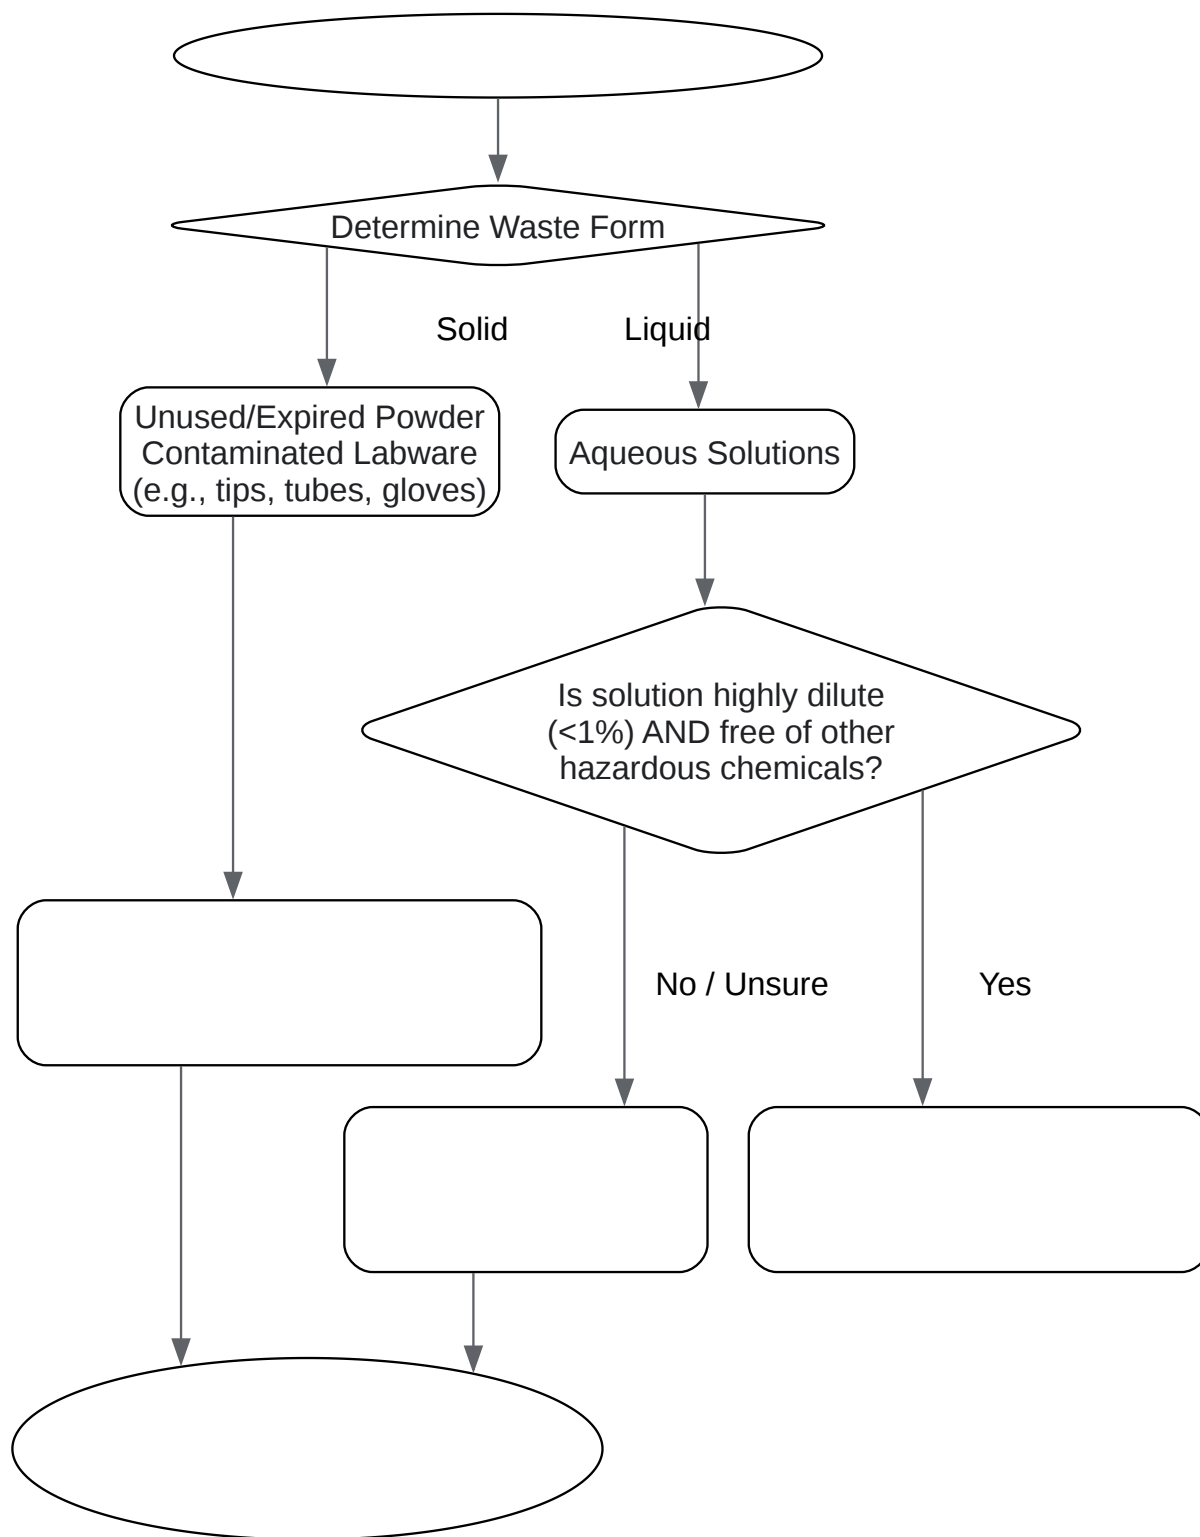 Determine Waste Form
Solid
Liquid
Unused/Expired Powder
Contaminated Labware
(e.g., tips, tubes, gloves)
Aqueous Solutions
Is solution highly dilute
(<1%) AND free of other
hazardous chemicals?
No / Unsure
Yes